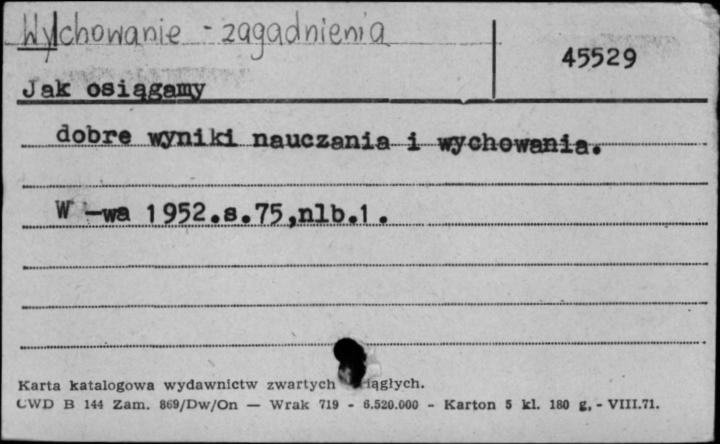 Wychowanie - zagadnienia
45529
Jak osiągamy
dobre wyniki nauczania i wychowania.
W -wa 1952.s.75,nlb.1.
Karta katalogowa wydawnictw zwartych iągłych.
CWD B 144 Zam. 869/Dw/On — Wrak 719 - 6.520.000 - Karton 5 kl. 180 g. - VIII.71.